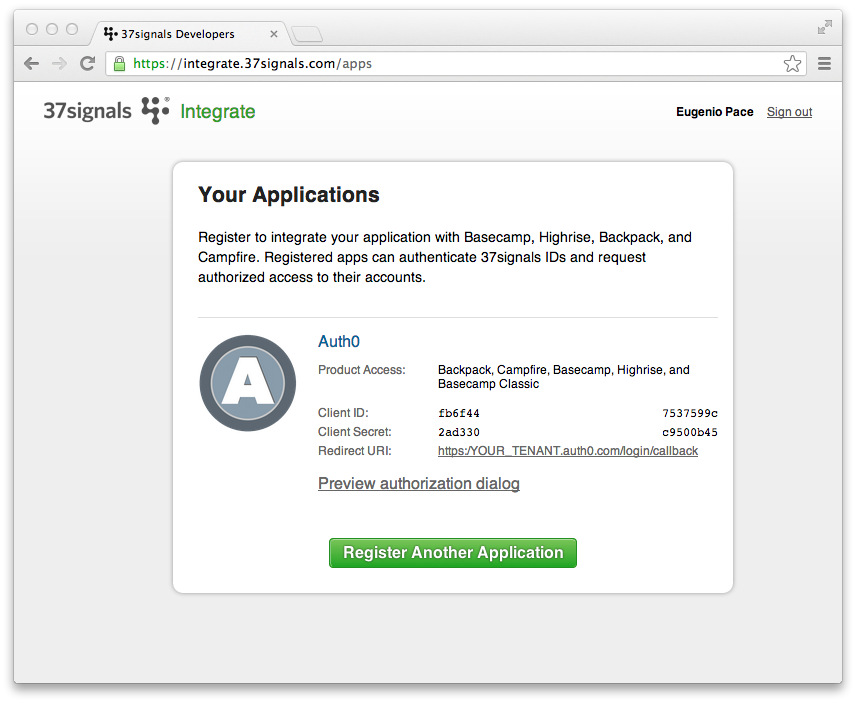 37signals Developers
https://integrate.37signals.com/apps
37signals ® Integrate
Eugenio Pace Sign out
Your Applications
Register to integrate your application with Basecamp, Highrise, Backpack, and
Campfire. Registered apps can authenticate 37signals IDs and request
authorized access to their accounts.
A
Auth0
Product Access: Backpack, Campfire, Basecamp, Highrise, and
Basecamp Classic
Client ID: fb6f44 7537599c
Client Secret: 2ad330 c9500b45
Redirect URI: https:/YOUR_TENANT.auth0.com/login/callback
Preview authorization dialog
Register Another Application